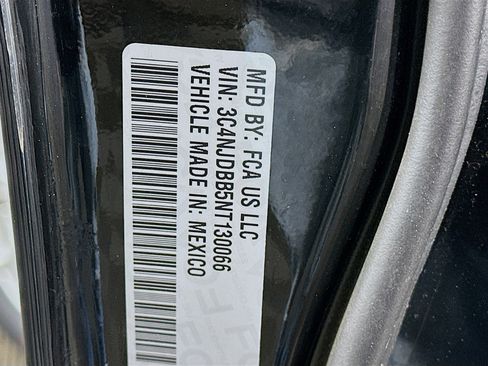 MFD BY: FCA US LLC
VIN: 3C4NJDBB5NT130066
VEHICLE MADE IN: MEXICO